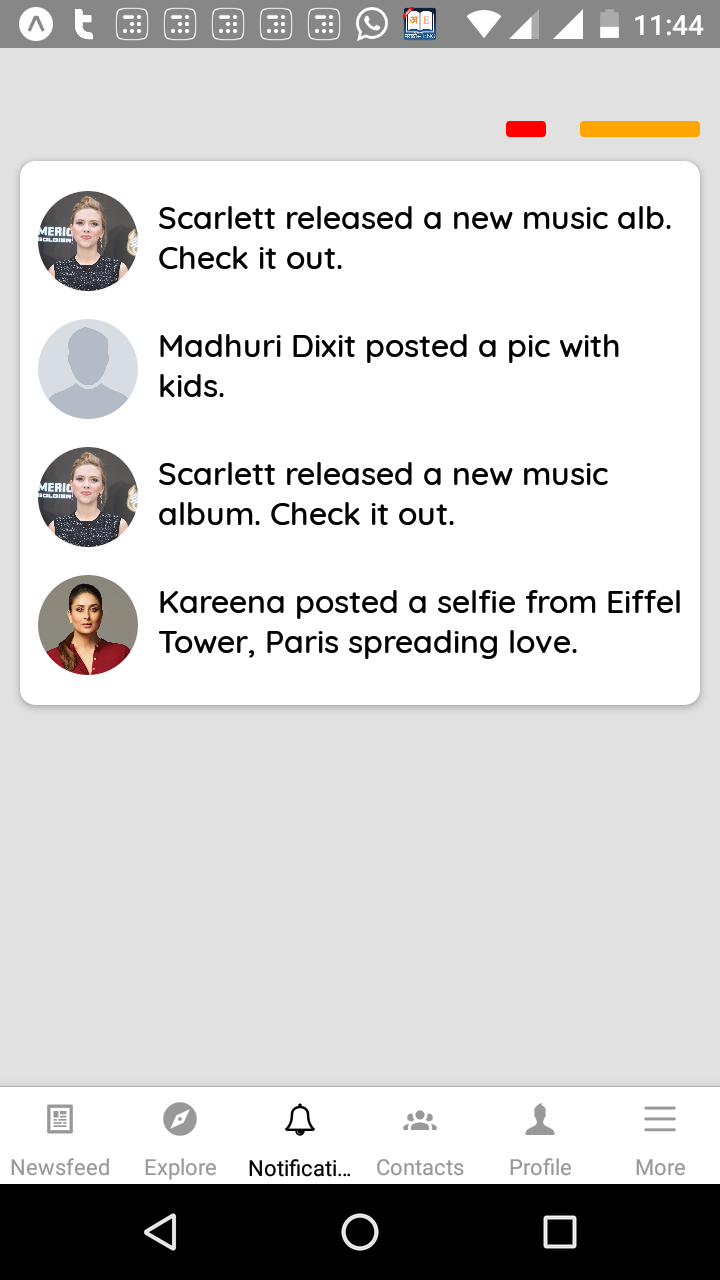 11:44
Scarlett released a new music alb.
Check it out.
Madhuri Dixit posted a pic with
kids.
Scarlett released a new music
album. Check it out.
Kareena posted a selfie from Eiffel
Tower, Paris spreading love.
Newsfeed Explore Notificati... Contacts Profile More